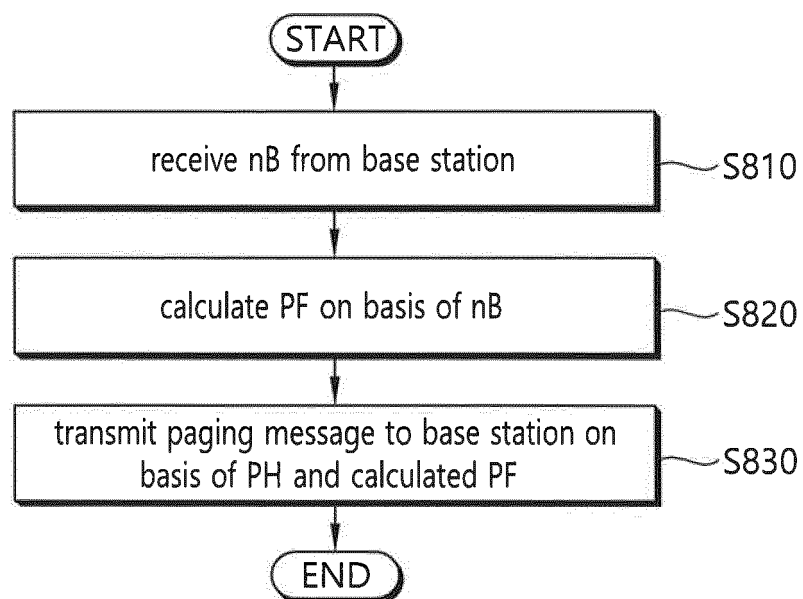 START
receive nB from base station
S810
calculate PF on basis of nB
S820
transmit paging message to base station on
basis of PH and calculated PF
S830
END